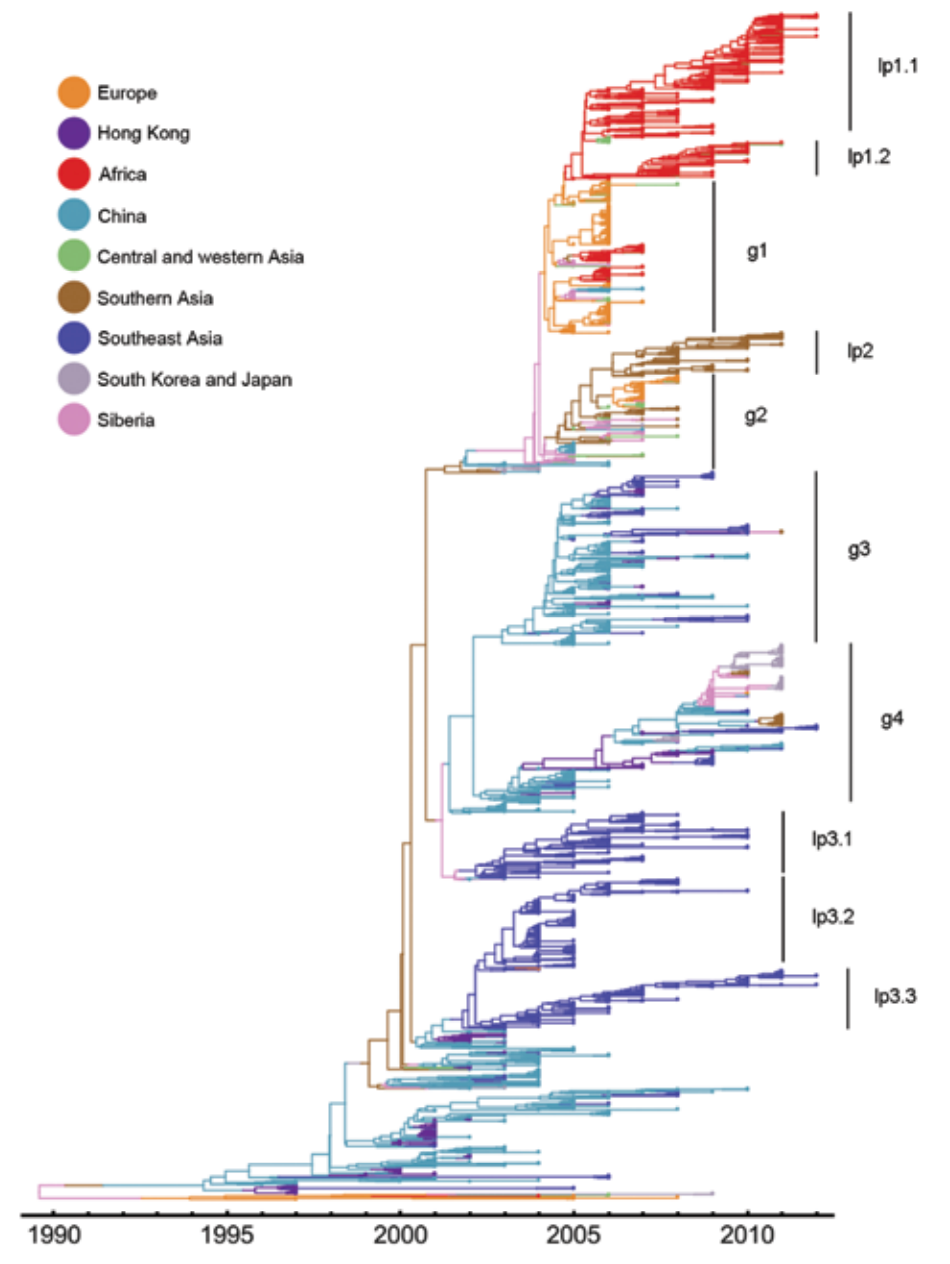 Europe
Hong Kong
Africa
China
Central and western Asia
Southern Asia
Southeast Asia
South Korea and Japan
Siberia
lp1.1
lp1.2
g1
lp2
g2
g3
g4
lp3.1
lp3.2
lp3.3
1990 1995 2000 2005 2010